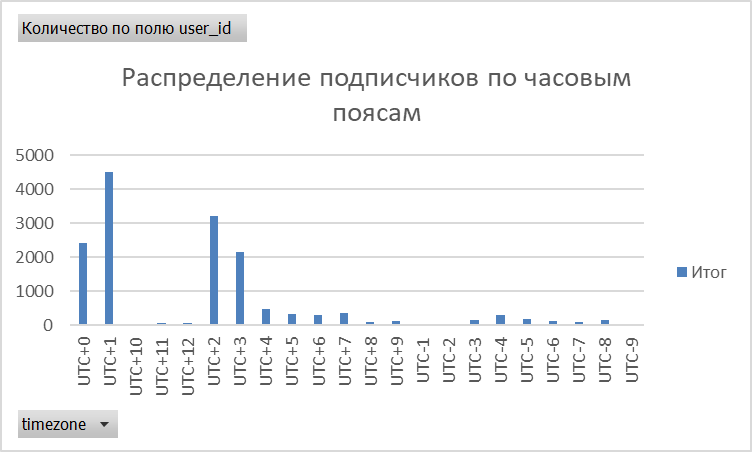 Количество по полю user_id
Распределение подписчиков по часовым
поясам
5000
4000
3000
2000
1000
0
UTC+0
UTC+1
UTC+10
UTC+11
UTC+12
UTC+2
UTC+3
UTC+4
UTC+5
UTC+6
UTC+7
UTC+8
UTC+9
UTC-1
UTC-2
UTC-3
UTC-4
UTC-5
UTC-6
UTC-7
UTC-8
UTC-9
Итог
timezone